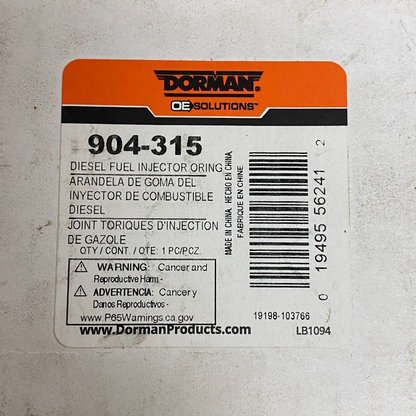 DORMAN®
OE SOLUTIONS™
904-315
DIESEL FUEL INJECTOR ORING
ARANDELA DE GOMA DEL
INYECTOR DE COMBUSTIBLE
DIESEL
JOINT TORIQUES D'INJECTION
DE GAZOLE
QTY / CONT. / QTE: 1 PC/PCZ.
WARNING: Cancer and
Reproductive Harm -
ADVERTENCIA: Cancer y
Danos Reproductivos -
www.P65Warnings.ca.gov
www.DormanProducts.com
MADE IN CHINA HECHO EN CHINA
FABRIQUE EN CHINE
0 19495 56241 2
19198-103766
LB1094